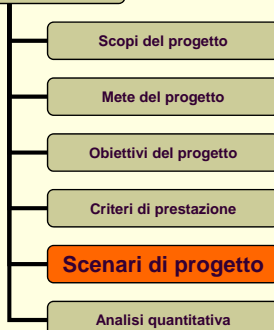 Scopi del progetto
Mete del progetto
Obiettivi del progetto
Criteri di prestazione
Scenari di progetto
Analisi quantitativa